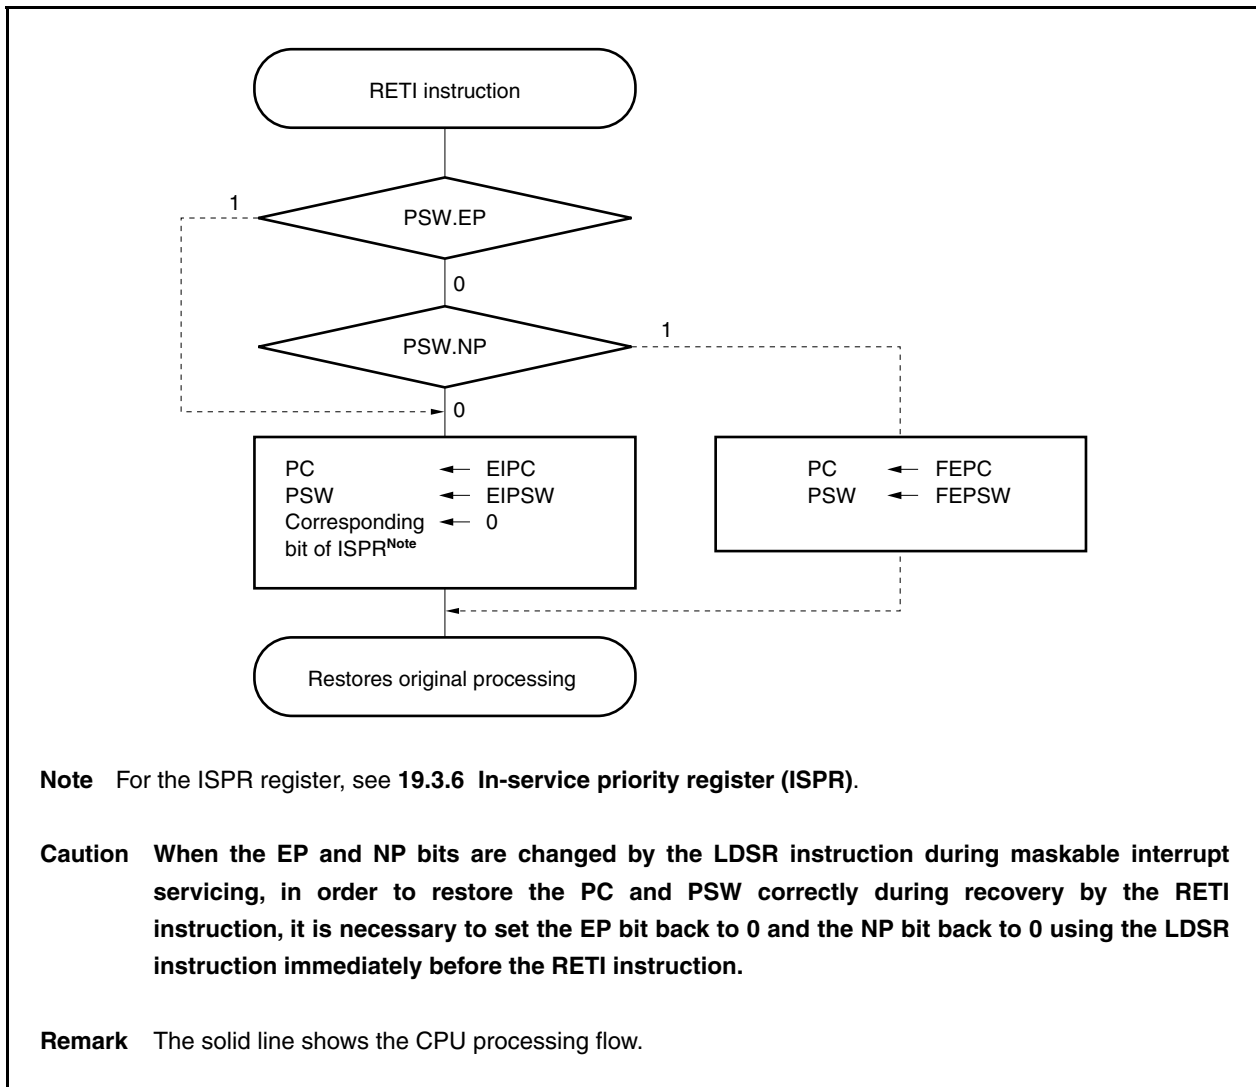 RETI instruction
1
PSW.EP
0
1
PSW.NP
0
PC ← EIPC
PSW ← EIPSW
Corresponding ← 0
bit of ISPRNote
PC ← FEPC
PSW ← FEPSW
Restores original processing
Note For the ISPR register, see 19.3.6 In-service priority register (ISPR).
Caution When the EP and NP bits are changed by the LDSR instruction during maskable interrupt
servicing, in order to restore the PC and PSW correctly during recovery by the RETI
instruction, it is necessary to set the EP bit back to 0 and the NP bit back to 0 using the LDSR
instruction immediately before the RETI instruction.
Remark The solid line shows the CPU processing flow.